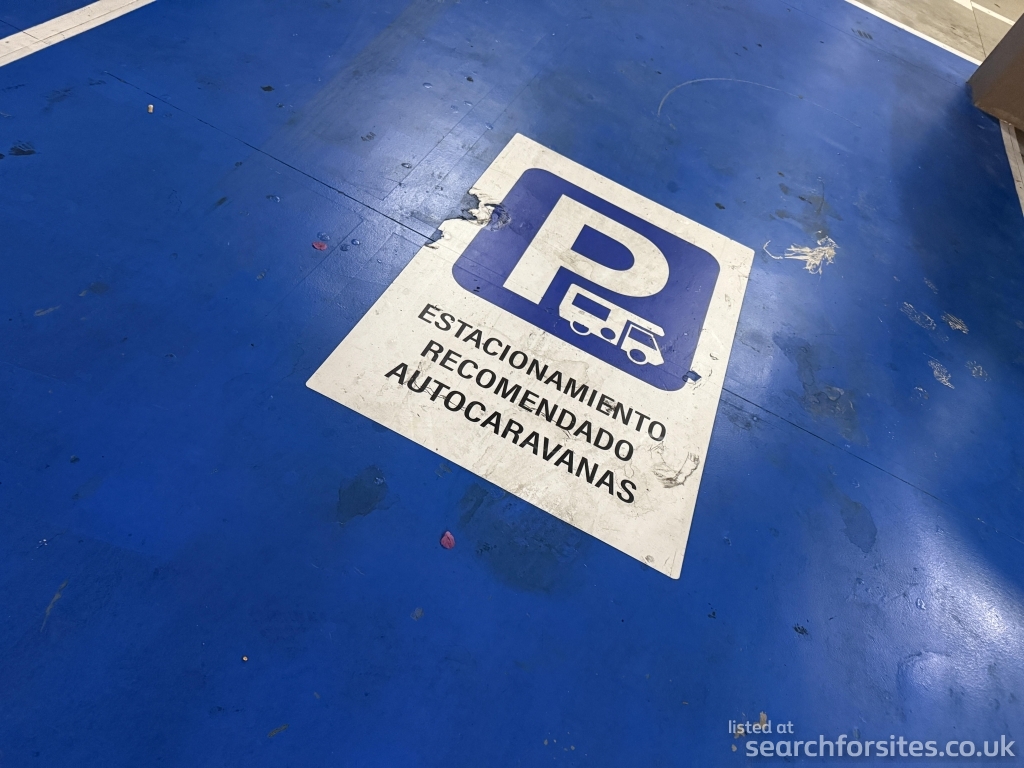 P
ESTACIONAMIENTO
RECOMENDADO
AUTOCARAVANAS
listed at
searchforsites.co.uk